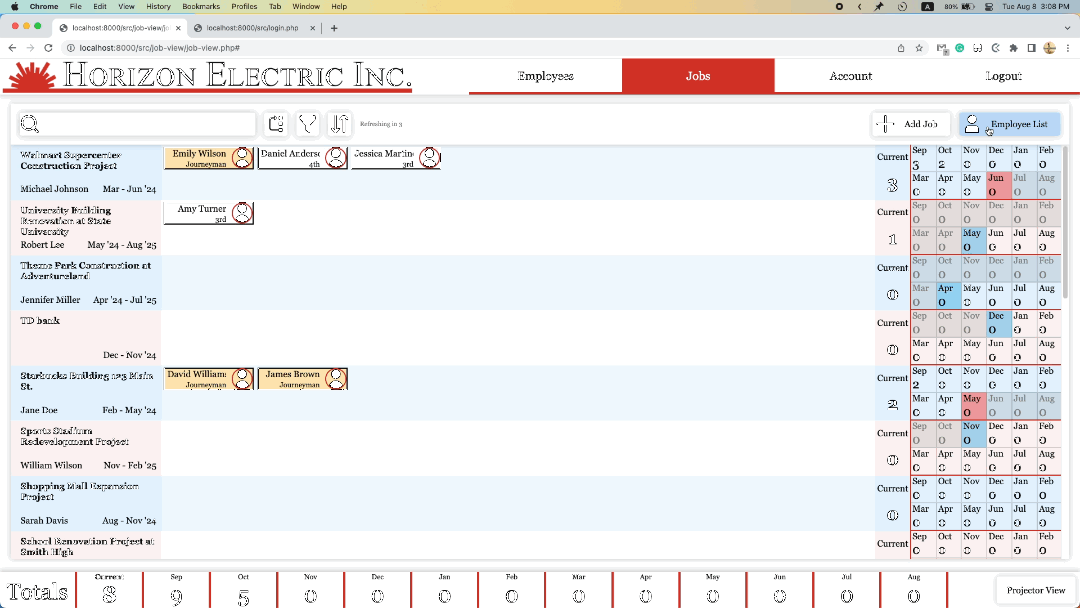 Chrome File Edit View History Bookmarks Profiles Tab Window Help 80% Tue Aug 8 3:08 PM
localhost:8000/src/job-view/jo localhost:8000/src/login.php
localhost:8000/src/job-view/job-view.php#
HORIZON ELECTRIC INC. Employees Jobs Account Logout
Refreshing in 3 Add Job Employee List
Walmart Supercenter
Construction Project
Michael Johnson Mar - Jun '24
Emily Wilson
Journeyman
Daniel Anders
4th
Jessica Martin
3rd
Current
3
Sep Oct Nov Dec Jan Feb
3 2 0 0 0 0
Mar Apr May Jun Jul Aug
0 0 0 0 0 0
University Building
Renovation at State
University
Robert Lee May '24 - Aug '25
Amy Turner
3rd
Current
1
Sep Oct Nov Dec Jan Feb
0 0 0 0 0 0
Mar Apr May Jun Jul Aug
0 0 0 0 0 0
Theme Park Construction at
Adventureland
Jennifer Miller Apr '24 - Jul '25
Current
0
Sep Oct Nov Dec Jan Feb
0 0 0 0 0 0
Mar Apr May Jun Jul Aug
0 0 0 0 0 0
TD bank
Dec - Nov '24
Current
0
Sep Oct Nov Dec Jan Feb
0 0 0 0 0 0
Mar Apr May Jun Jul Aug
0 0 0 0 0 0
Starbucks Building 123 Main
St.
Jane Doe Feb - May '24
David William
Journeyman
James Brown
Journeyman
Current
2
Sep Oct Nov Dec Jan Feb
2 0 0 0 0 0
Mar Apr May Jun Jul Aug
0 0 0 0 0 0
Sports Stadium
Redevelopment Project
William Wilson Nov - Feb '25
Current
0
Sep Oct Nov Dec Jan Feb
0 0 0 0 0 0
Mar Apr May Jun Jul Aug
0 0 0 0 0 0
Shopping Mall Expansion
Project
Sarah Davis Aug - Nov '24
Current
0
Sep Oct Nov Dec Jan Feb
0 0 0 0 0 0
Mar Apr May Jun Jul Aug
0 0 0 0 0 0
School Renovation Project at
Smith High
Current
Sep Oct Nov Dec Jan Feb
0 0 0 0 0 0
Totals
Current Sep Oct Nov Dec Jan Feb Mar Apr May Jun Jul Aug
8 9 5 0 0 0 0 0 0 0 0 0 0
Projector View